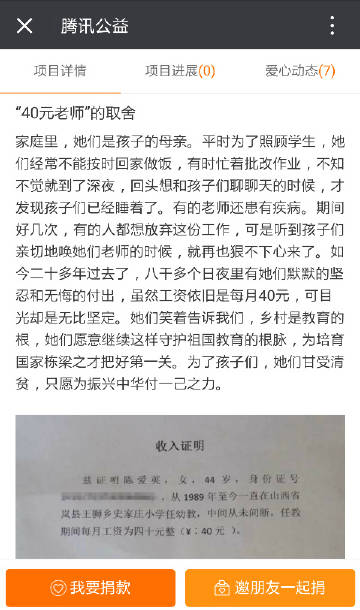 腾讯公益
项目详情 项目进展(0) 爱心动态(7)
“40元老师”的取舍
家庭里，她们是孩子的母亲。平时为了照顾学生，她
们经常不能按时回家做饭，有时忙着批改作业，不知
不觉就到了深夜，回头想和孩子们聊聊天的时候，才
发现孩子们已经睡着了。有的老师还患有疾病。期间
好几次，有的人都想放弃这份工作，可是听到孩子们
亲切地唤她们老师的时候，就再也狠不下心来了。如
今二十多年过去了，八千多个日夜里有她们默默的坚
忍和无悔的付出，虽然工资依旧是每月40元，可目
光却是无比坚定。她们笑着告诉我们，乡村是教育的
根，她们愿意继续这样守护祖国教育的根脉，为培育
国家栋梁之才把好第一关。为了孩子们，她们甘受清
贫，只愿为振兴中华付一己之力。
收入证明
兹证明陈爱英，女，44岁，身份证号
，从1989年至今一直在山西省
岚县王狮乡史家庄小学任幼教，中间从未间断，任教
期间每月工资为四十元整（￥：40元）。
我要捐款 邀朋友一起捐